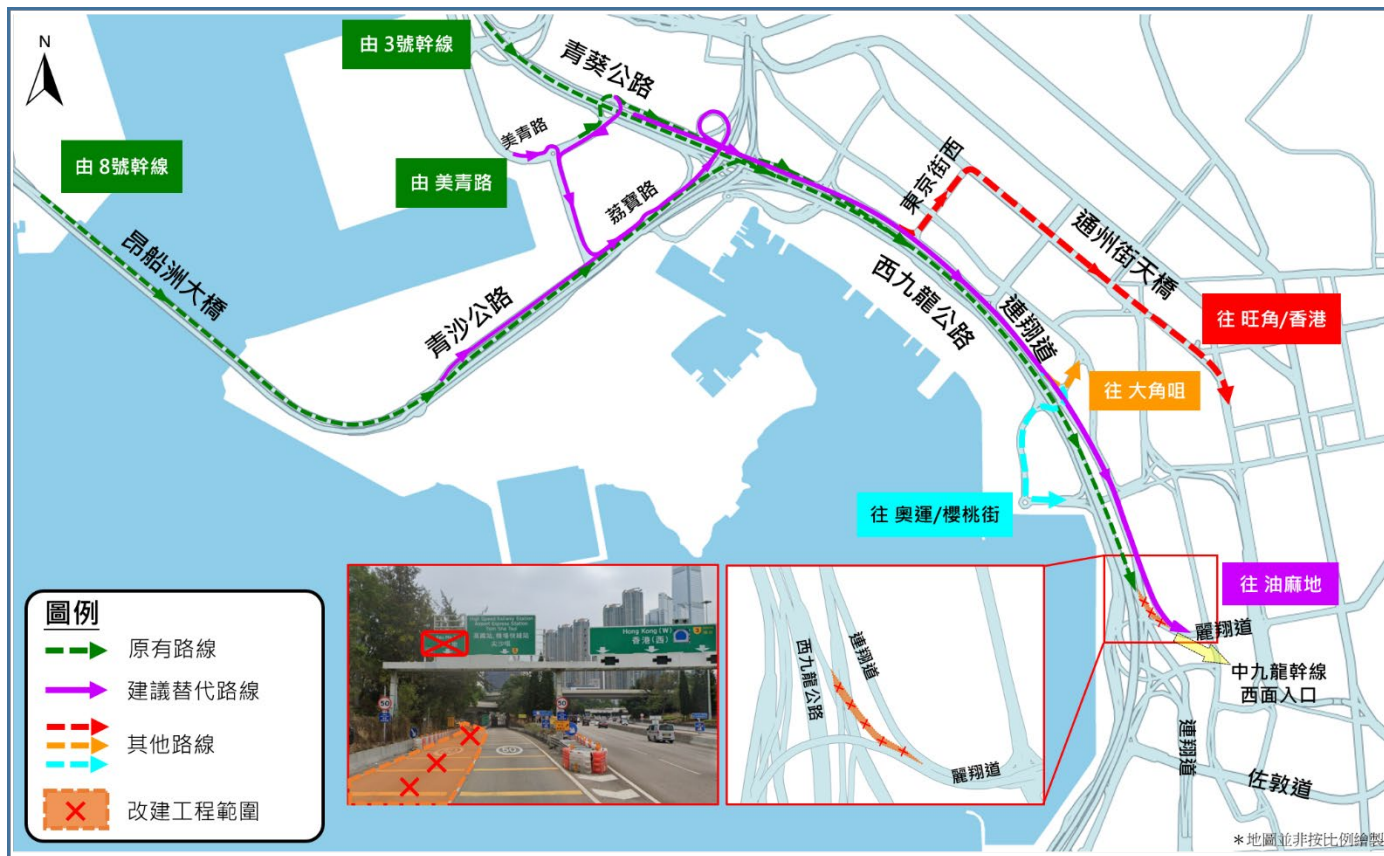 N
由 3號幹線
青葵公路
美青路
由 8號幹線
由 美青路
荔寶路
東京街西
昂船洲大橋
通州街天橋
青沙公路
西九龍公路
連翔道
往 旺角/香港
往 大角咀
往 奧運/櫻桃街
往 油麻地
麗翔道
中九龍幹線
西面入口
連翔道
佐敦道
圖例
原有路線
建議替代路線
其他路線
改建工程範圍
High Speed Railway Station
Hong Kong (W)
香港(西)
50
50
連翔道
西九龍公路
麗翔道
*地圖並非按比例繪製